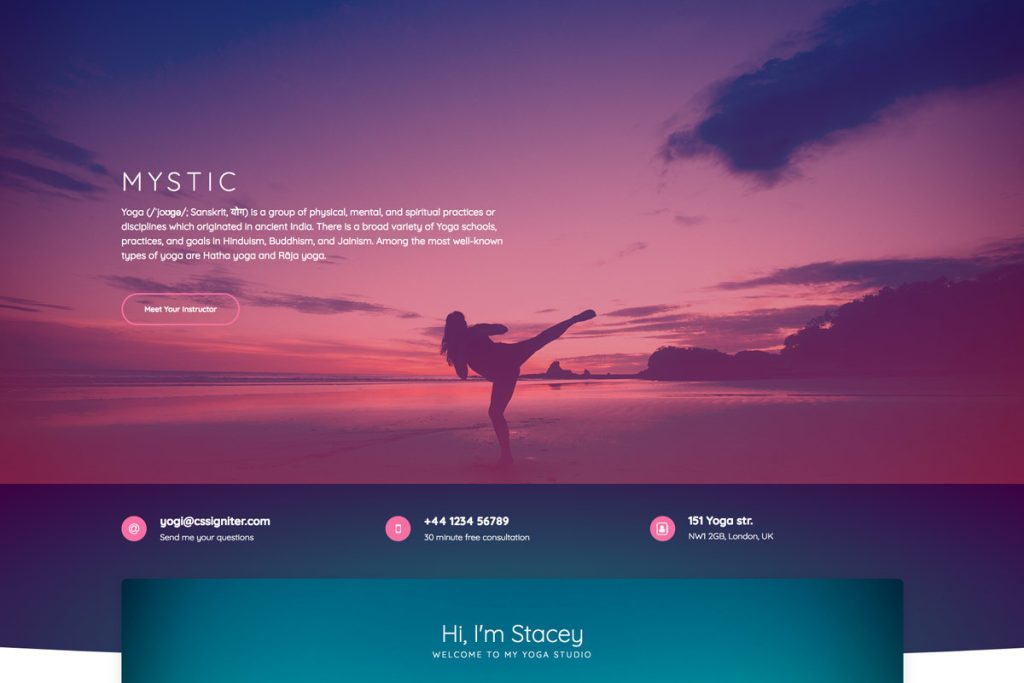 MYSTIC
Yoga (/ˈjoʊɡə/; Sanskrit, योग) is a group of physical, mental, and spiritual practices or
disciplines which originated in ancient India. There is a broad variety of Yoga schools,
practices, and goals in Hinduism, Buddhism, and Jainism. Among the most well-known
types of yoga are Hatha yoga and Rāja yoga.
Meet Your Instructor
yogi@cssigniter.com
Send me your questions
+44 1234 56789
30 minute free consultation
151 Yoga str.
NW1 2GB, London, UK
Hi, I'm Stacey
WELCOME TO MY YOGA STUDIO